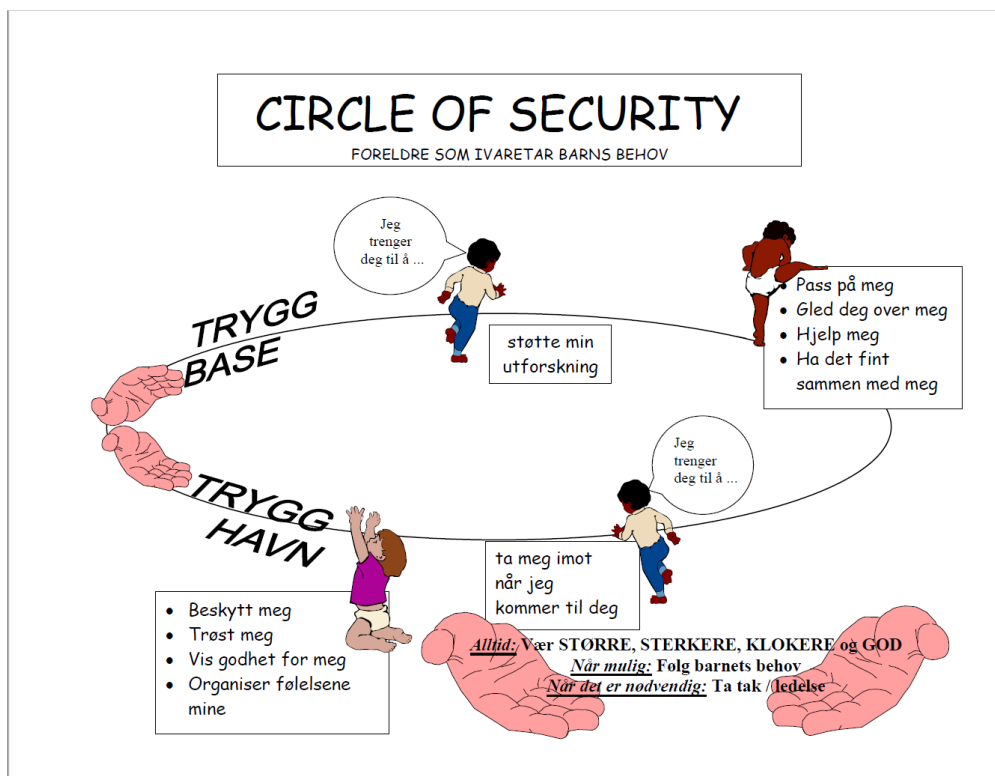 CIRCLE OF SECURITY
FORELDRE SOM IVARETAR BARNS BEHOV
Jeg
trenger
deg til å ...
TRYGG
BASE
støtte min
utforskning
• Pass på meg
• Gled deg over meg
• Hjelp meg
• Ha det fint
sammen med meg
Jeg
trenger
deg til å ...
TRYGG
HAVN
ta meg imot
når jeg
kommer til deg
• Beskytt meg
• Trøst meg
• Vis godhet for meg
• Organiser følelsene
mine
Alltid: Vær STØRRE, STERKERE, KLOKERE og GOD
Når mulig: Følg barnets behov
Når det er nødvendig: Ta tak / ledelse